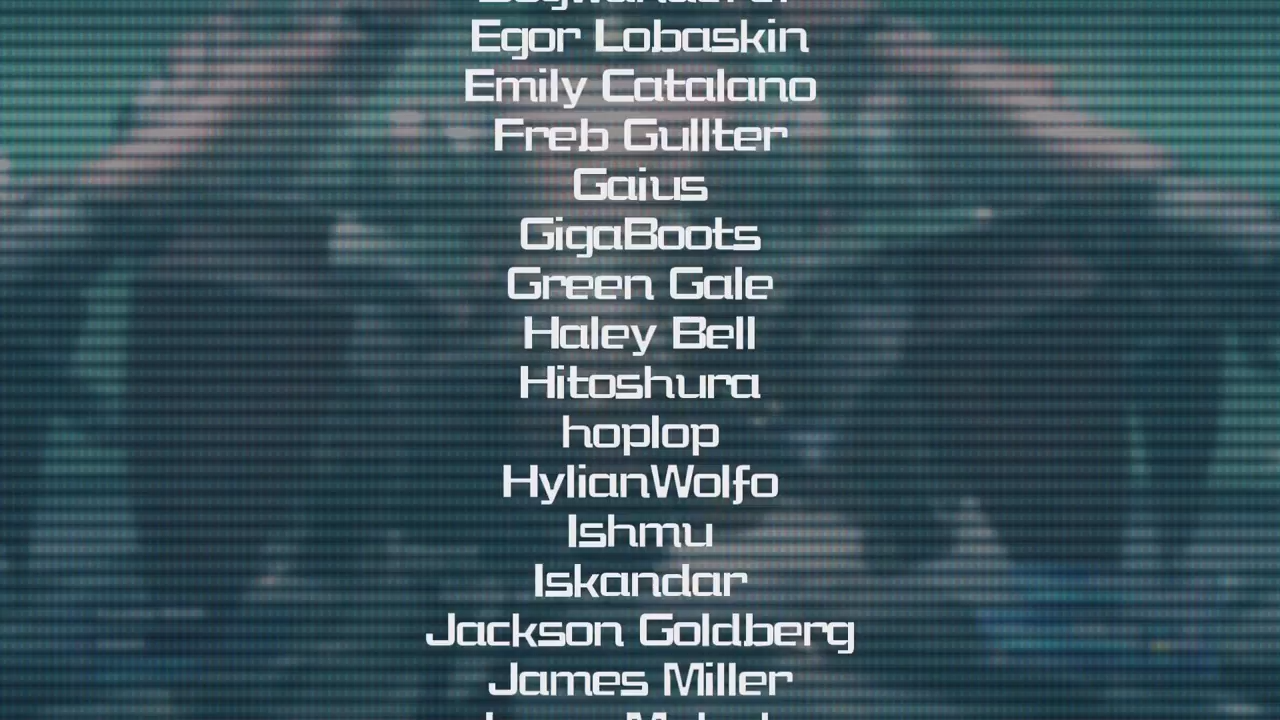 Egor Lobaskin
Emily Catalano
Freb Gullter
Gaius
GigaBoots
Green Gale
Haley Bell
Hitoshura
hoplop
HylianWolfo
Ishmu
Iskandar
Jackson Goldberg
James Miller